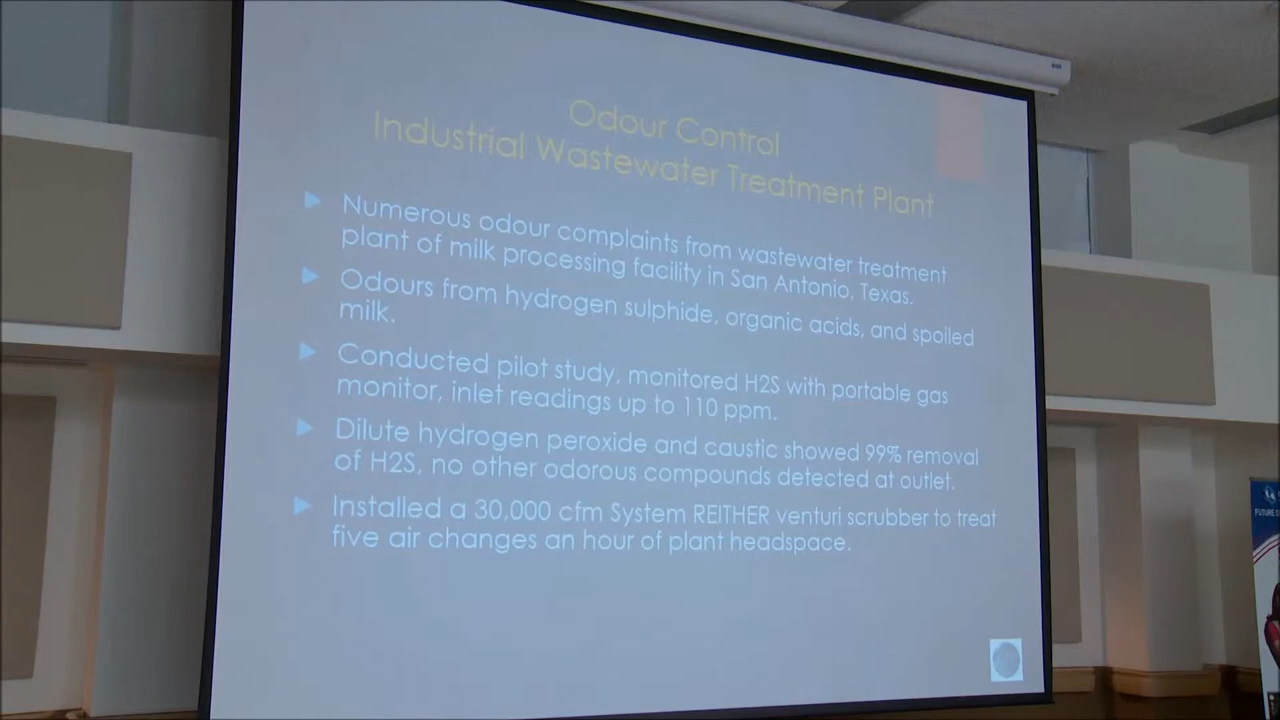 Odour Control
Industrial Wastewater Treatment Plant
Numerous odour complaints from wastewater treatment
plant of milk processing facility in San Antonio, Texas.
Odours from hydrogen sulphide, organic acids, and spoiled
milk.
Conducted pilot study, monitored H2S with portable gas
monitor, inlet readings up to 110 ppm.
Dilute hydrogen peroxide and caustic showed 99% removal
of H2S, no other odorous compounds detected at outlet.
Installed a 30,000 cfm System REITHER venturi scrubber to treat
five air changes an hour of plant headspace.
FUTURE